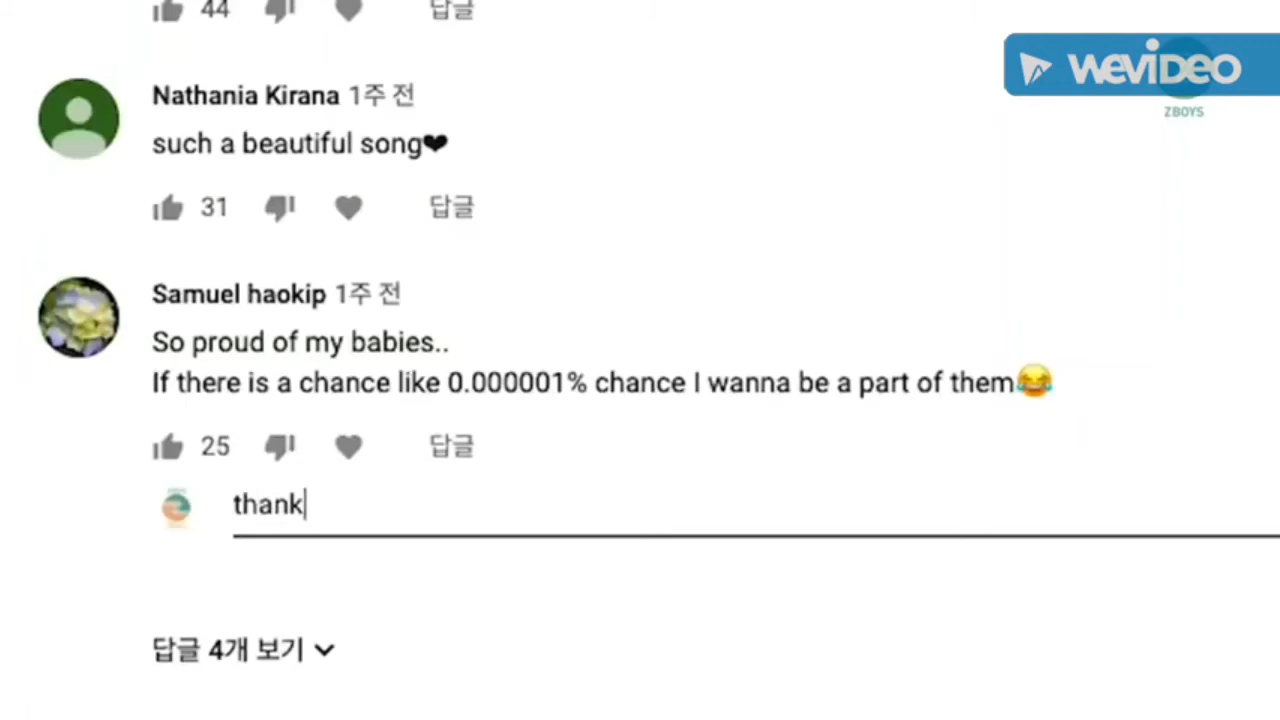 44 답글
WeVIDEO
ZBOYS
Nathania Kirana 1주 전
such a beautiful song❤
31 답글
Samuel haokip 1주 전
So proud of my babies..
If there is a chance like 0.000001% chance I wanna be a part of them😂
25 답글
thank
답글 4개 보기